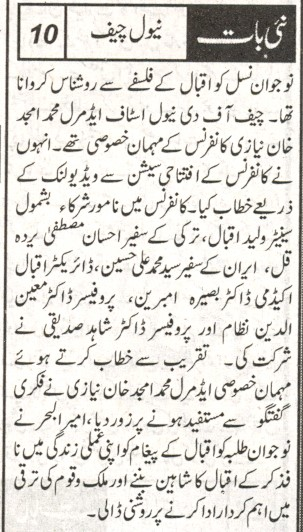 نئی بات
نیول چیف
10
نوجوان نسل کو اقبال کے فلسفے سے روشناس کروانا
تھا۔ چیف آف دی نیول اسٹاف ایڈمرل محمد امجد
خان نیازی کانفرنس کے مہمان خصوصی تھے۔ انہوں
نے کانفرنس کے افتتاحی سیشن سے ویڈیو لنک کے
ذریعے خطاب کیا۔ کانفرنس میں نامور شرکاء بشمول
سینیٹر ولید اقبال، ترکی کے سفیر احسان مصطفیٰ یردہ
قل، ایران کے سفیر سید محمد علی حسین، ڈائریکٹر اقبال
اکیڈمی ڈاکٹر بصیرہ امبرین، پروفیسر ڈاکٹر معین
الدین نظام اور پروفیسر ڈاکٹر شاہد صدیقی نے
شرکت کی۔ تقریب سے خطاب کرتے ہوئے
مہمان خصوصی ایڈمرل محمد امجد خان نیازی نے فکری
گفتگو سے مستفید ہونے پر زور دیا، امیر البحر نے
نوجوان طلبہ کو اقبال کے پیغام کو اپنی عملی زندگی میں نا
فذ کر کے اقبال کا شاہین بننے اور ملک و قوم کی ترقی
میں اہم کردار ادا کرنے پر روشنی ڈالی۔